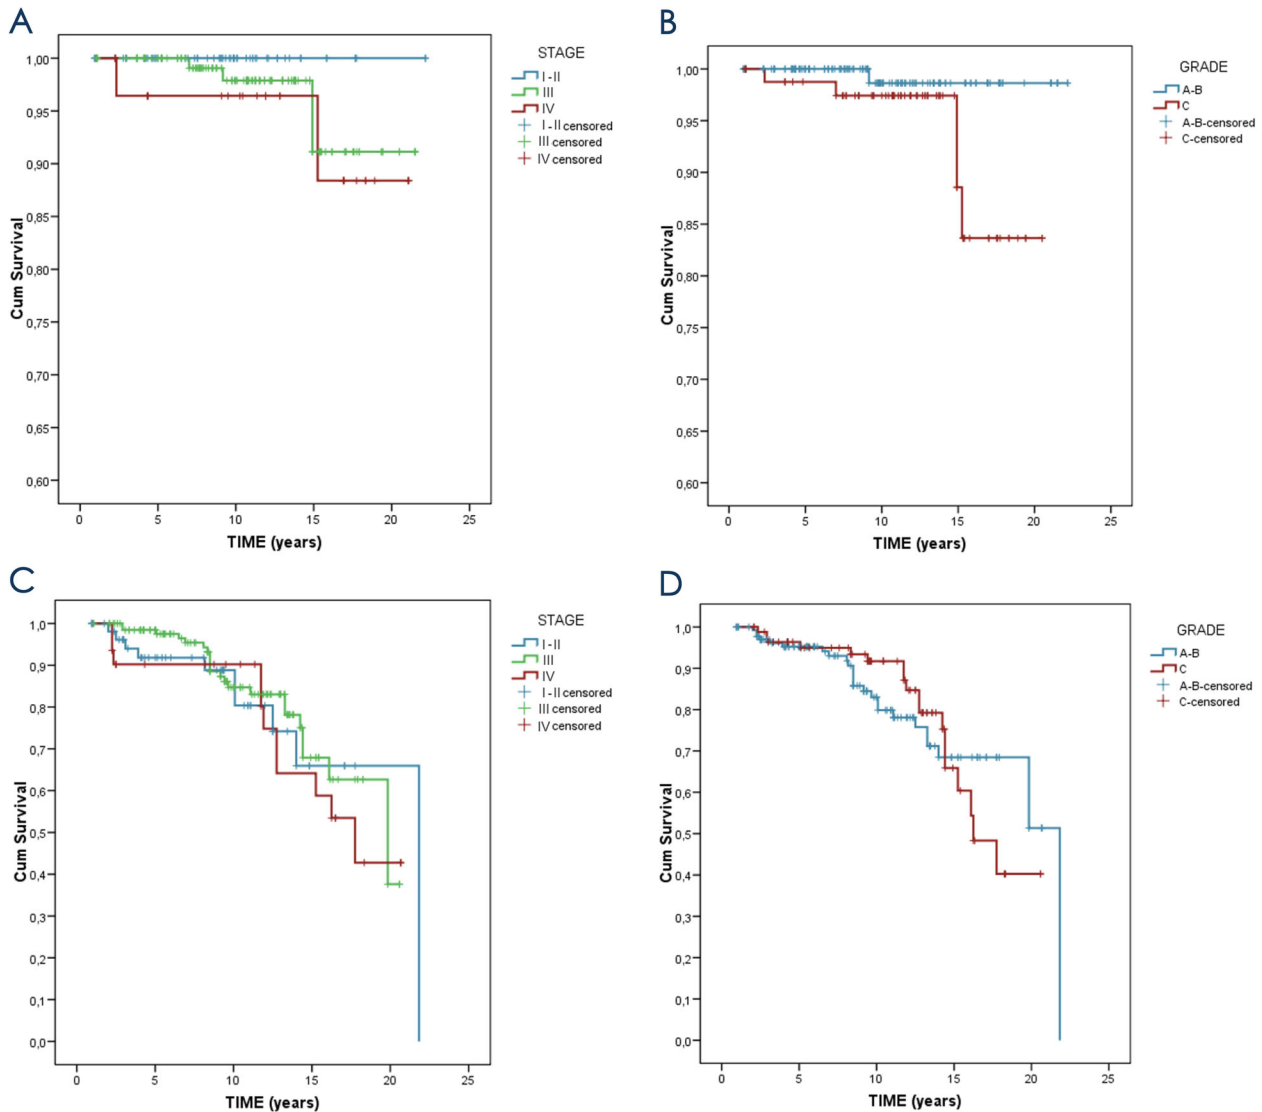 A
STAGE
I-II
III
IV
I-II censored
III censored
IV censored
Cum Survival
1,00
0,95
0,90
0,85
0,80
0,75
0,70
0,65
0,60
0 5 10 15 20 25
TIME (years)
B
GRADE
A-B
C
A-B-censored
C-censored
Cum Survival
1,00
0,95
0,90
0,85
0,80
0,75
0,70
0,65
0,60
0 5 10 15 20 25
TIME (years)
C
STAGE
I-II
III
IV
I-II censored
III censored
IV censored
Cum Survival
1,0
0,9
0,8
0,7
0,6
0,5
0,4
0,3
0,2
0,1
0,0
0 5 10 15 20 25
TIME (years)
D
GRADE
A-B
C
A-B-censored
C-censored
Cum Survival
1,0
0,9
0,8
0,7
0,6
0,5
0,4
0,3
0,2
0,1
0,0
0 5 10 15 20 25
TIME (years)